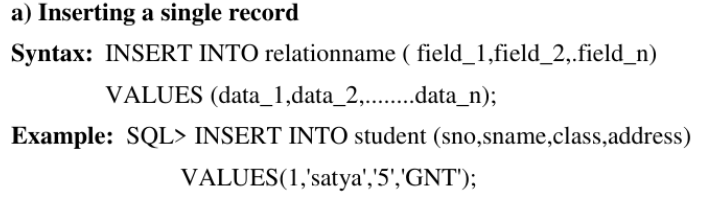 a) Inserting a single record
Syntax: INSERT INTO relationname ( field_1,field_2,.field_n)
VALUES (data_1,data_2,........data_n);
Example: SQL> INSERT INTO student (sno,sname,class,address)
VALUES(1,'satya','5','GNT');